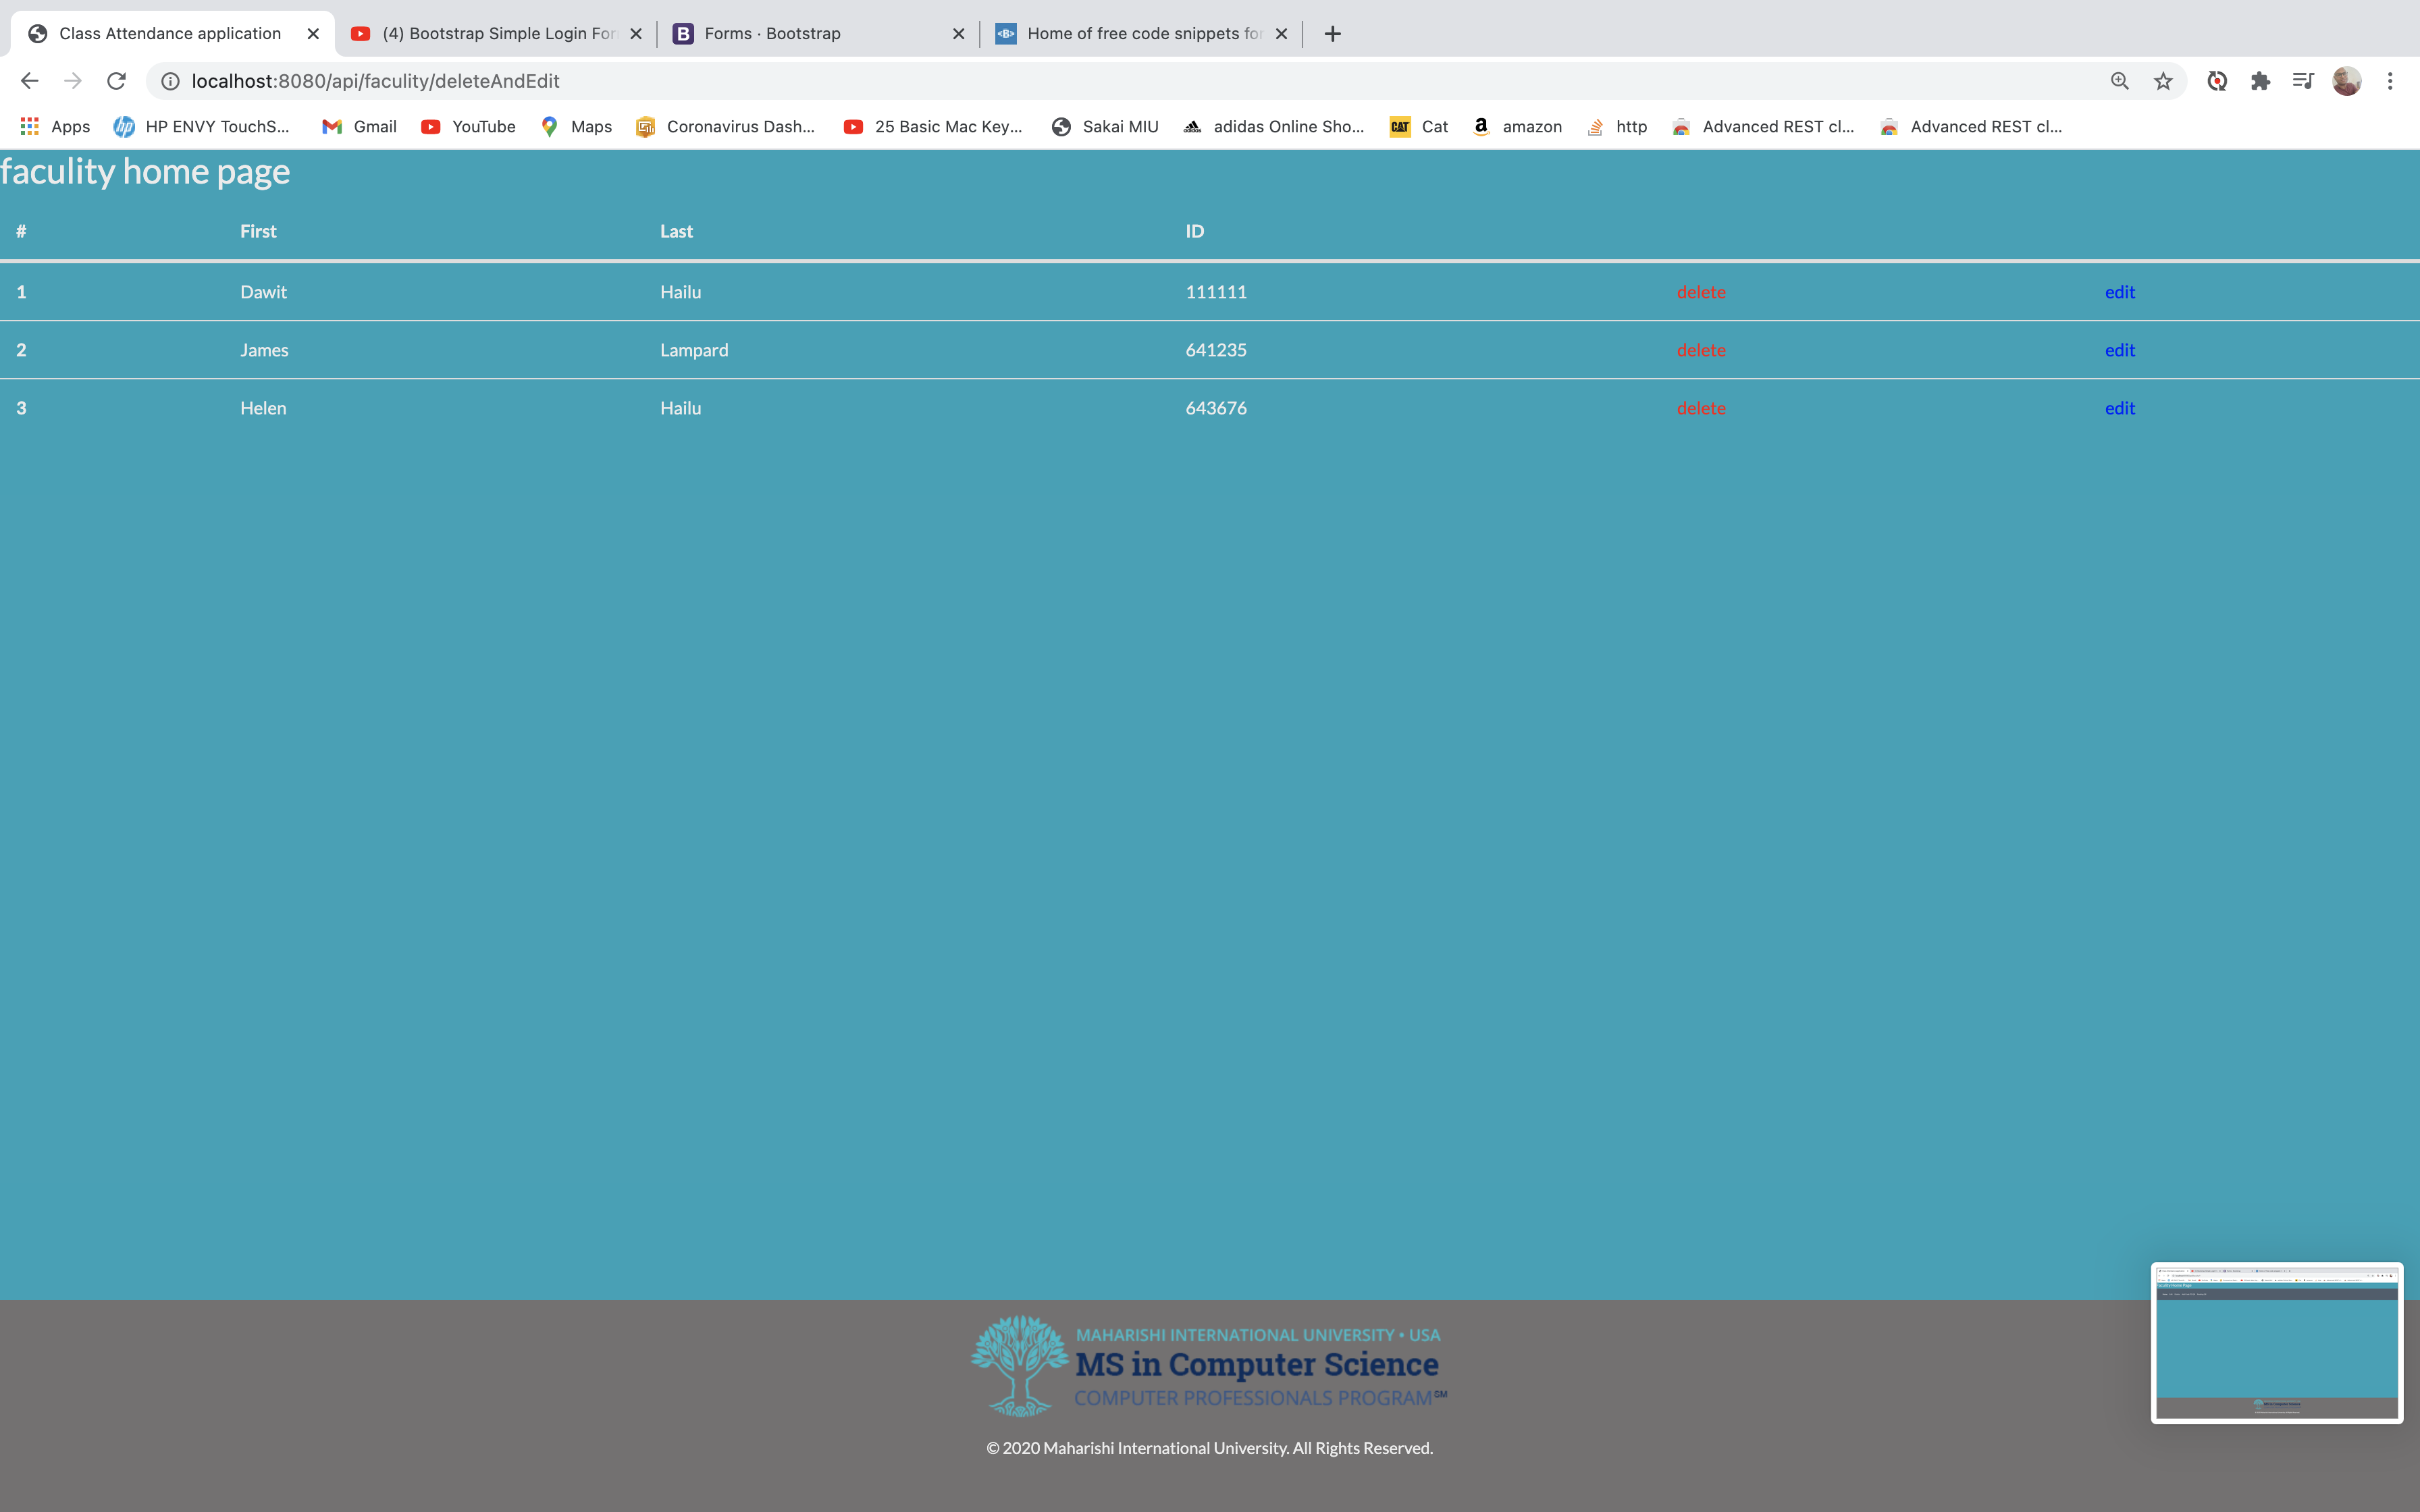 Class Attendance application
(4) Bootstrap Simple Login For
Forms · Bootstrap
Home of free code snippets for
localhost:8080/api/faculity/deleteAndEdit
Apps HP ENVY TouchS... Gmail YouTube Maps Coronavirus Dash... 25 Basic Mac Key... Sakai MIU adidas Online Sho... CAT Cat amazon http Advanced REST cl... Advanced REST cl...
faculity home page
# First Last ID
1 Dawit Hailu 111111 delete edit
2 James Lampard 641235 delete edit
3 Helen Hailu 643676 delete edit
MAHARISHI INTERNATIONAL UNIVERSITY • USA
MS in Computer Science
COMPUTER PROFESSIONALS PROGRAM℠
© 2020 Maharishi International University. All Rights Reserved.